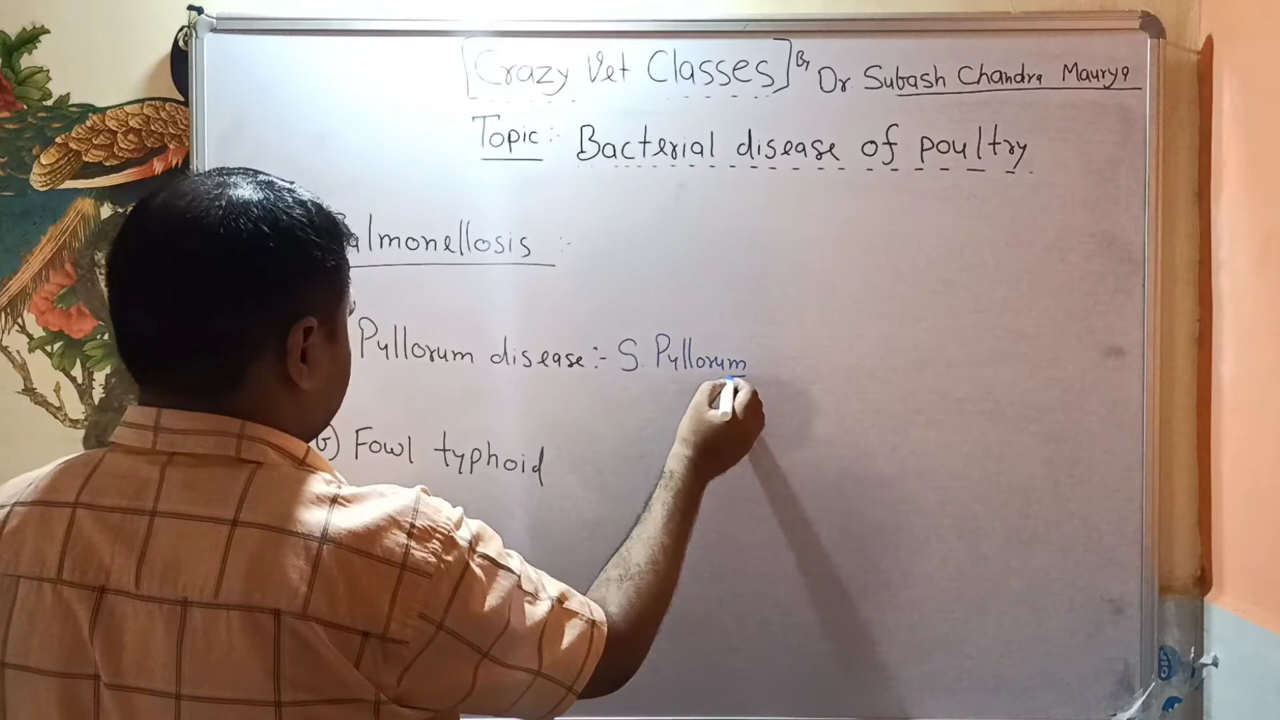 [Crazy Vet Classes] By Dr. Subash Chandra Maurya
Topic:- Bacterial disease of poultry
almonellosis :-
Pullorum disease:- S. Pullorum
b) Fowl typhoid